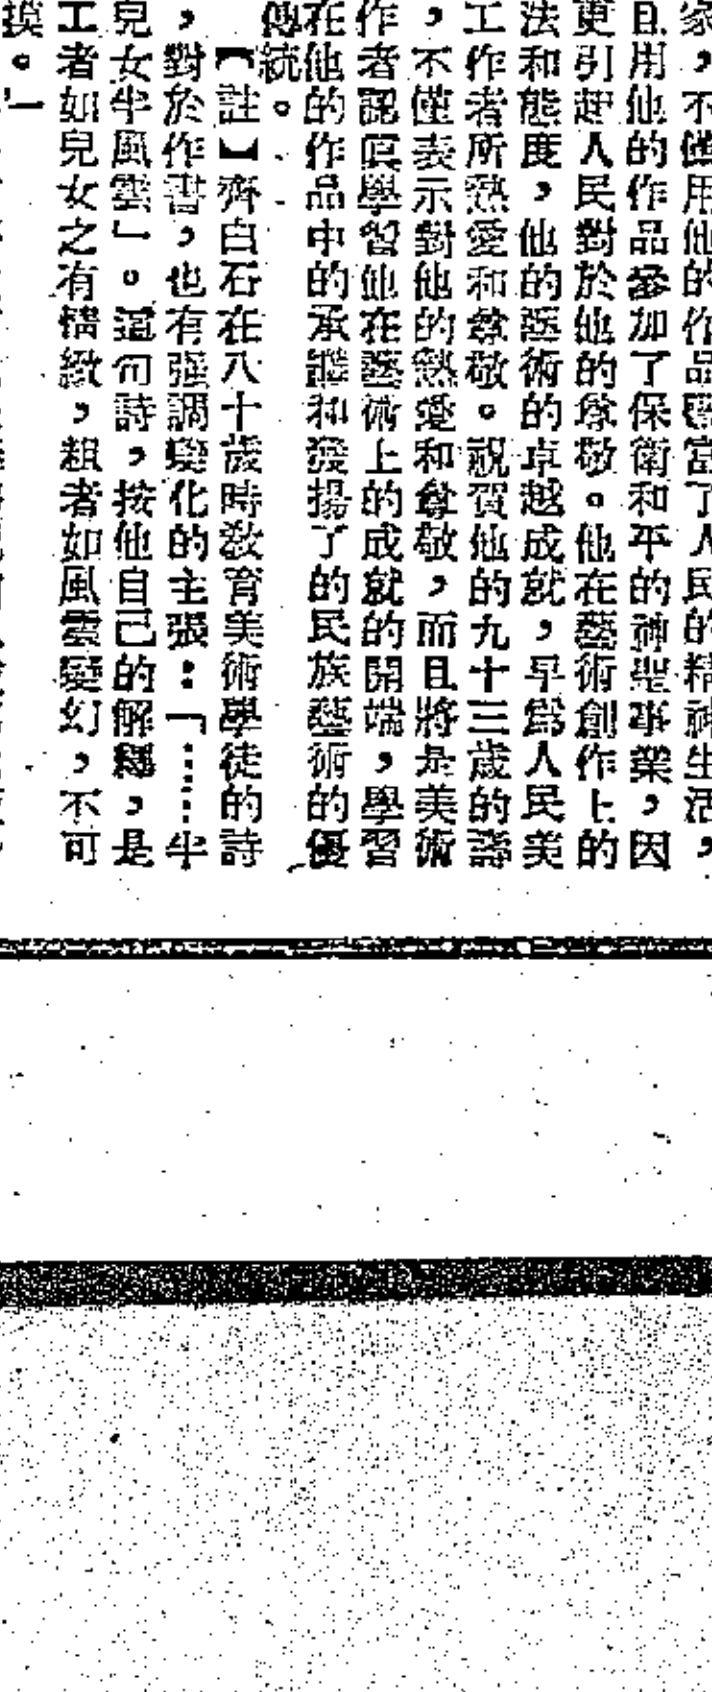 家，不僅用他的作品豐富了人民的精神生活，
且用他的作品參加了保衛和平的神聖事業，因
更引起人民對於他的尊敬。他在藝術創作上的
法和態度，他的藝術的卓越成就，早爲人民美
工作者所熱愛和尊敬。祝賀他的九十三歲的壽
，不僅表示對他的熱愛和尊敬，而且將是美術
作者認眞學習他在藝術上的成就的開端，學習
在他的作品中的承繼和發揚了的民族藝術的優
傳統。
【註】齊白石在八十歲時敎育美術學徒的詩
，對於作書，也有强調變化的主張：「……半
兒女半風雲」。這句詩，按他自己的解釋，是
工者如兒女之有情緻，粗者如風雲變幻，不可
摸。」